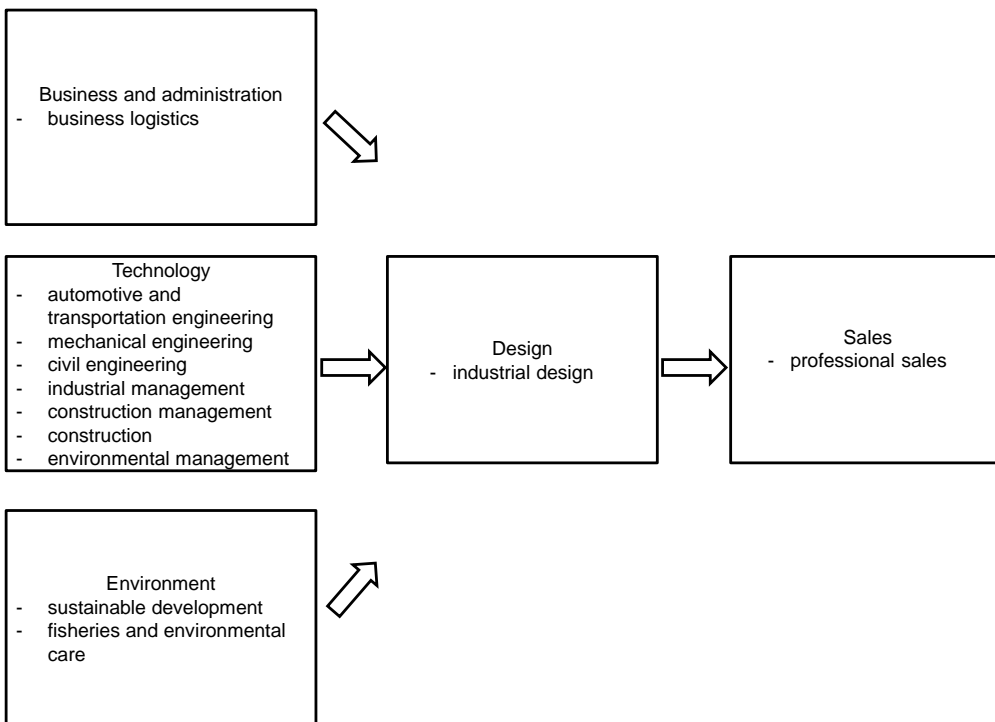 Business and administration
- business logistics
Technology
- automotive and
transportation engineering
- mechanical engineering
- civil engineering
- industrial management
- construction management
- construction
- environmental management
Design
- industrial design
Sales
- professional sales
Environment
- sustainable development
- fisheries and environmental
care